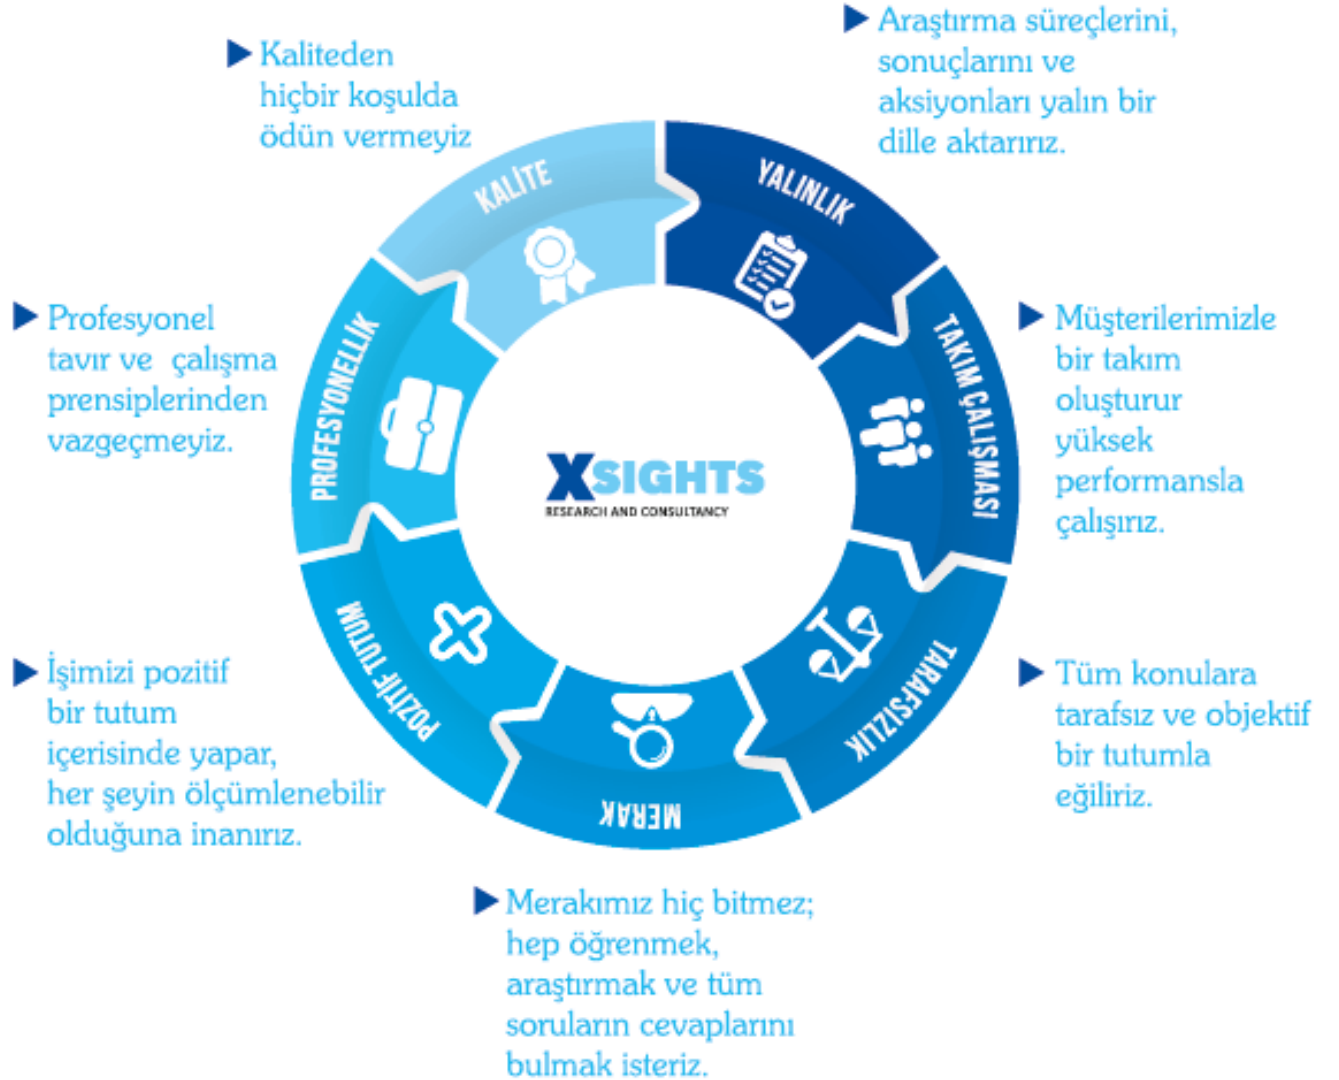 Kaliteden
hiçbir koşulda
ödün vermeyiz
Araştırma süreçlerini,
sonuçlarını ve
aksiyonları yalın bir
dille aktarırız.
KALİTE
YALINLIK
Profesyonel
tavır ve çalışma
prensiplerinden
vazgeçmeyiz.
PROFESYONELLİK
TAKIM ÇALIŞMASI
Müşterilerimizle
bir takım
oluşturur
yüksek
performansla
çalışırız.
XSIGHTS
RESEARCH AND CONSULTANCY
İşimizi pozitif
bir tutum
içerisinde yapar,
her şeyin ölçümlenebilir
olduğuna inanırız.
POZİTİF TUTUM
TARAFSIZLIK
Tüm konulara
tarafsız ve objektif
bir tutumla
eğiliriz.
MERAK
Merakımız hiç bitmez;
hep öğrenmek,
araştırmak ve tüm
soruların cevaplarını
bulmak isteriz.